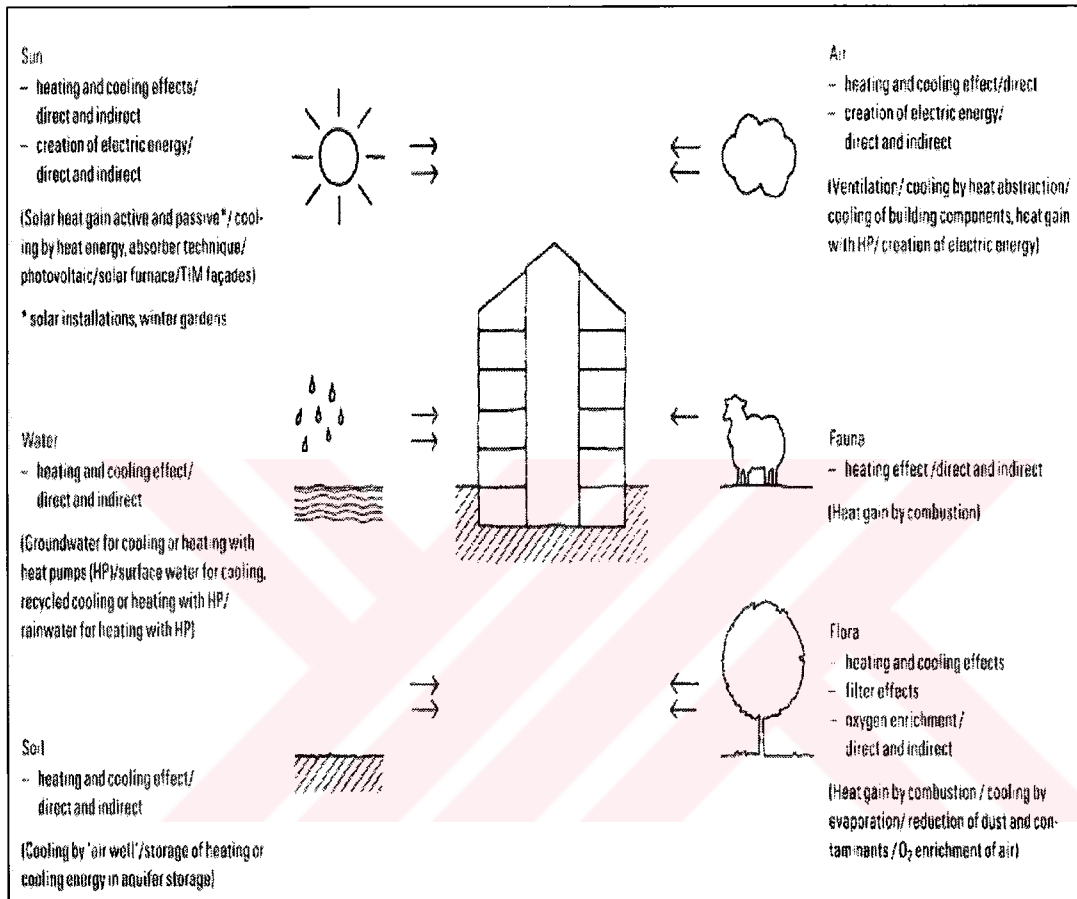 Sun
– heating and cooling effects/
direct and indirect
– creation of electric energy/
direct and indirect
(Solar heat gain active and passive*/ cool-
ing by heat energy, absorber technique/
photovoltaic/solar furnace/TiM façades)
* solar installations, winter gardens
Water
– heating and cooling effect/
direct and indirect
(Groundwater for cooling or heating with
heat pumps (HP)/surface water for cooling,
recycled cooling or heating with HP/
rainwater for heating with HP)
Soil
– heating and cooling effect/
direct and indirect
(Cooling by 'air well'/storage of heating or
cooling energy in aquifer storage)
Air
– heating and cooling effect/direct
– creation of electric energy/
direct and indirect
(Ventilation/ cooling by heat abstraction/
cooling of building components, heat gain
with HP/ creation of electric energy)
Fauna
– heating effect /direct and indirect
(Heat gain by combustion)
Flora
– heating and cooling effects
– filter effects
– oxygen enrichment/
direct and indirect
(Heat gain by combustion / cooling by
evaporation/ reduction of dust and con-
taminants / O₂ enrichment of air)